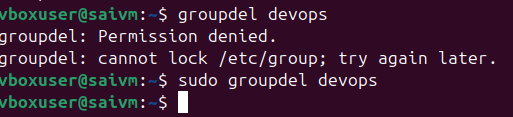 vboxuser@saivm:~$ groupdel devops
groupdel: Permission denied.
groupdel: cannot lock /etc/group; try again later.
vboxuser@saivm:~$ sudo groupdel devops
vboxuser@saivm:~$